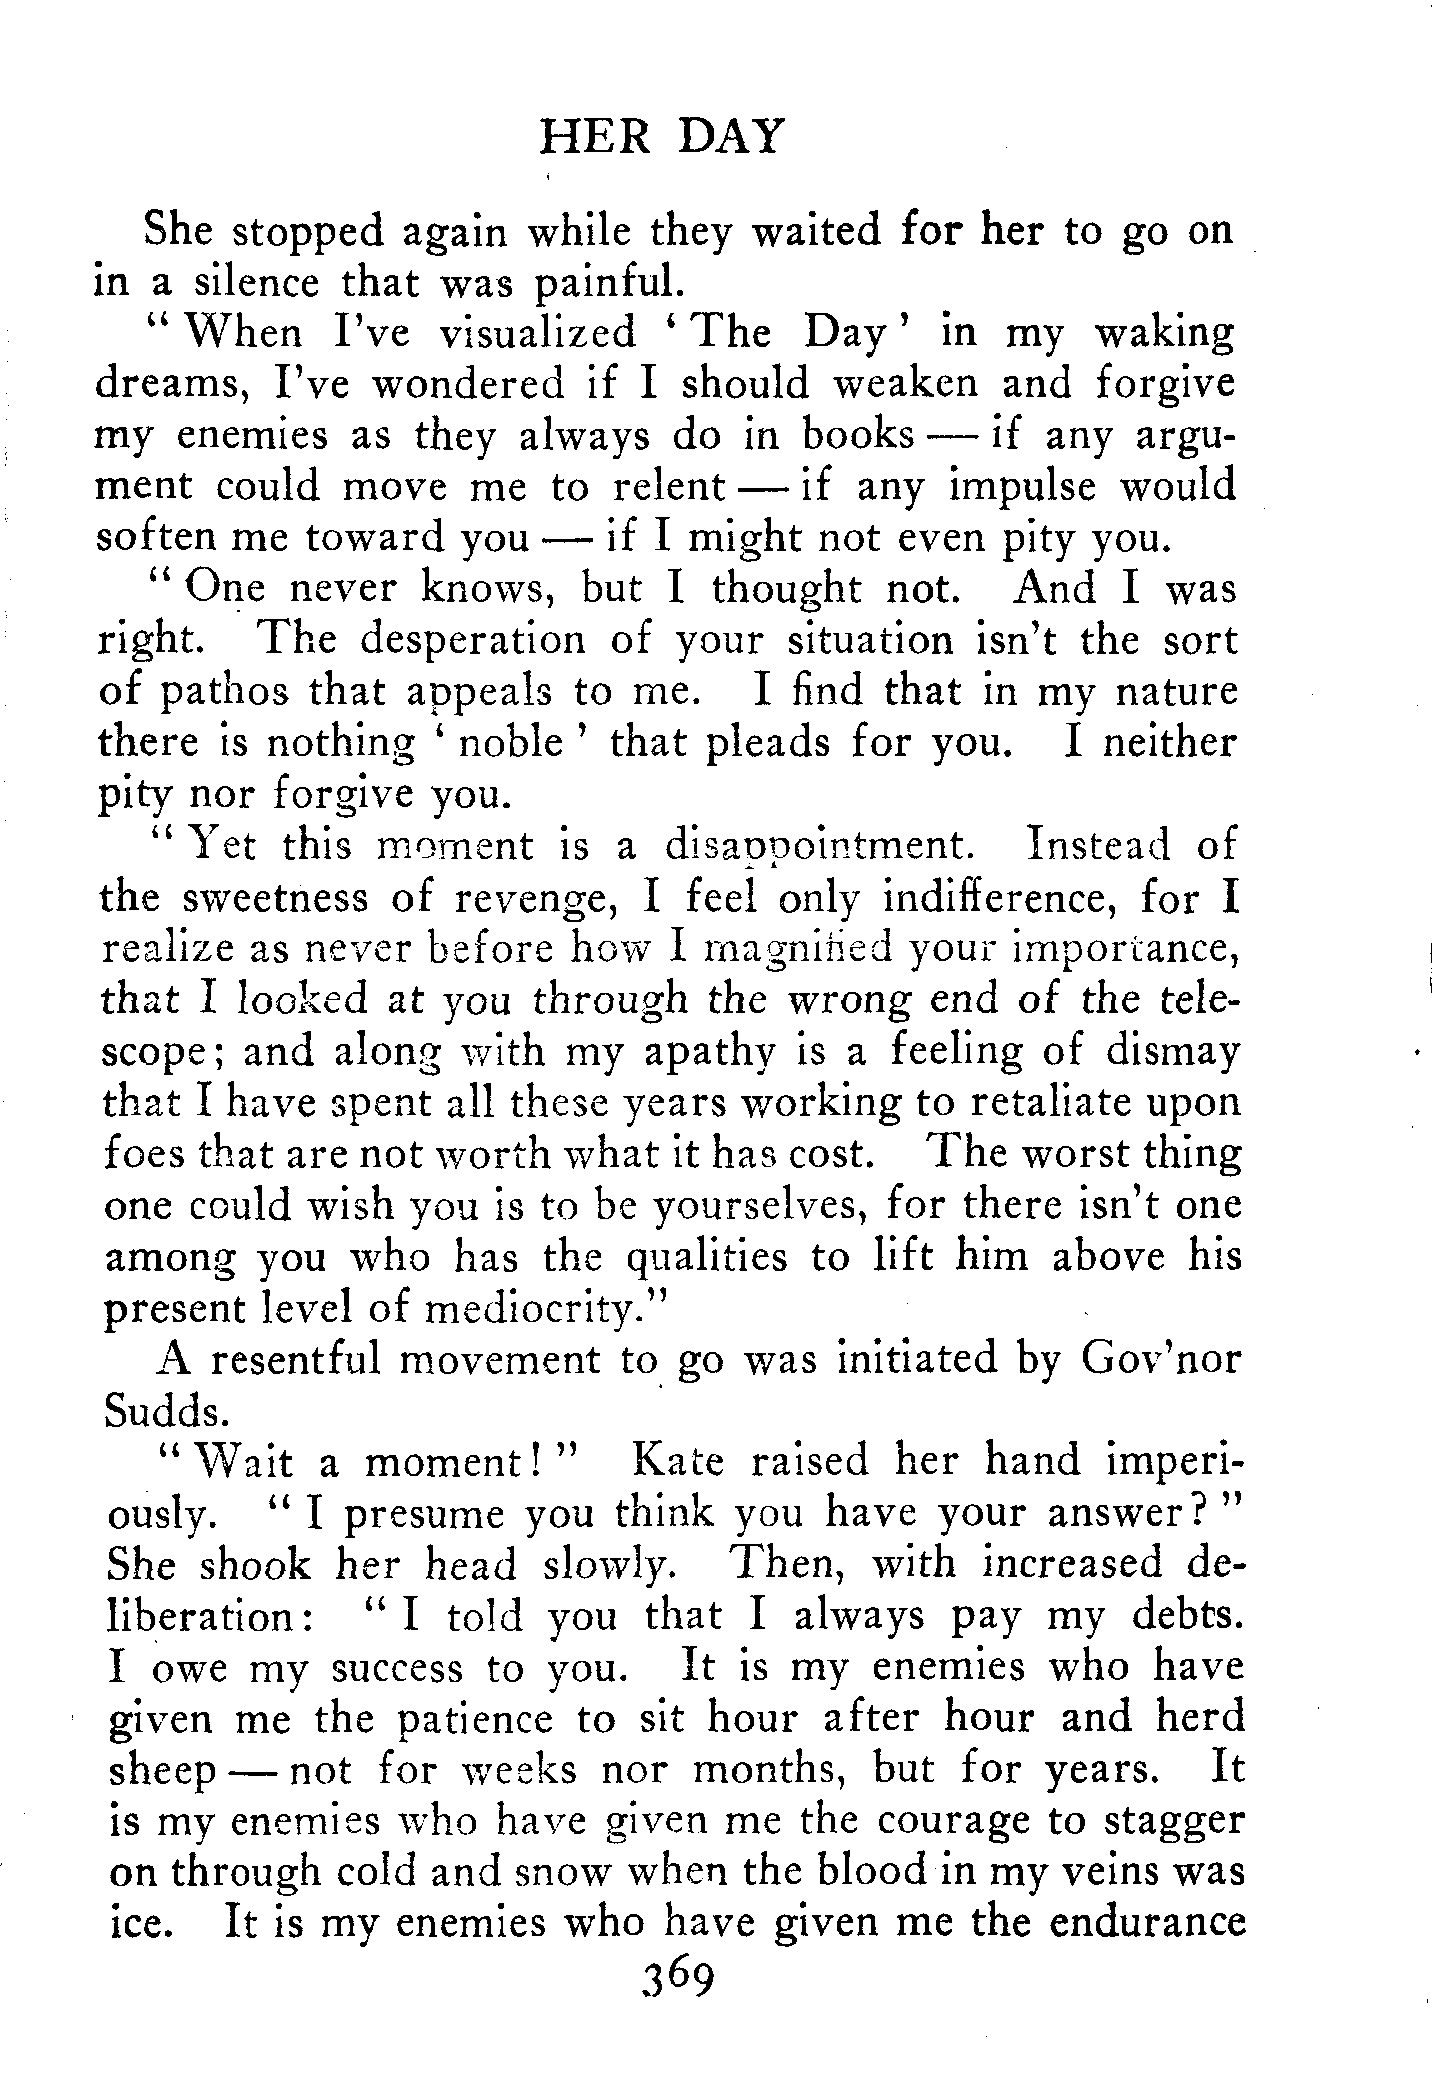 HER DAY
She stopped again while they waited for her to go on
in a silence that was painful.
" When I've visualized ' The Day ' in my waking
dreams, I've wondered if I should weaken and forgive
my enemies as they always do in books — if any argu-
ment could move me to relent — if any impulse would
soften me toward you — if I might not even pity you.
" One never knows, but I thought not. And I was
right. The desperation of your situation isn't the sort
of pathos that appeals to me. I find that in my nature
there is nothing ' noble ' that pleads for you. I neither
pity nor forgive you.
" Yet this moment is a disappointment. Instead of
the sweetness of revenge, I feel only indifference, for I
realize as never before how I magnified your importance,
that I looked at you through the wrong end of the tele-
scope; and along with my apathy is a feeling of dismay
that I have spent all these years working to retaliate upon
foes that are not worth what it has cost. The worst thing
one could wish you is to be yourselves, for there isn't one
among you who has the qualities to lift him above his
present level of mediocrity."
A resentful movement to go was initiated by Gov'nor
Sudds.
" Wait a moment! " Kate raised her hand imperi-
ously. " I presume you think you have your answer? "
She shook her head slowly. Then, with increased de-
liberation: " I told you that I always pay my debts.
I owe my success to you. It is my enemies who have
given me the patience to sit hour after hour and herd
sheep — not for weeks nor months, but for years. It
is my enemies who have given me the courage to stagger
on through cold and snow when the blood in my veins was
ice. It is my enemies who have given me the endurance
369